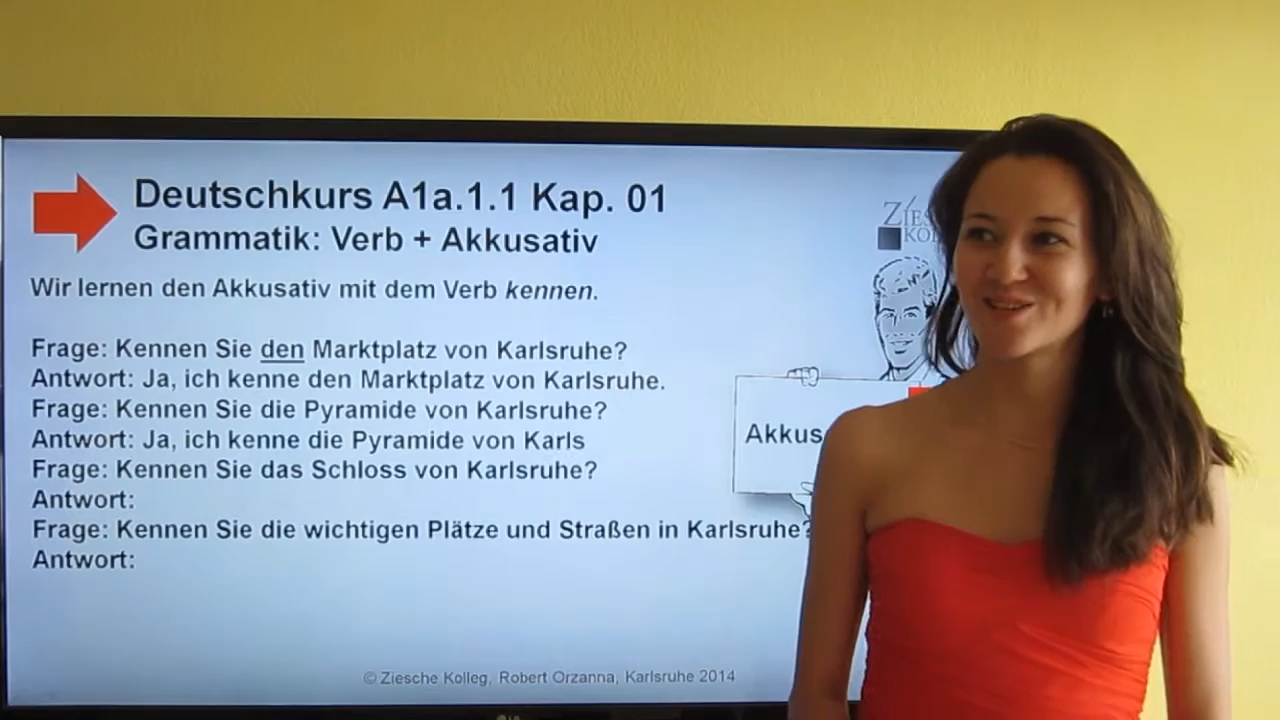 Deutschkurs A1a.1.1 Kap. 01
Grammatik: Verb + Akkusativ
Wir lernen den Akkusativ mit dem Verb kennen.
Frage: Kennen Sie den Marktplatz von Karlsruhe?
Antwort: Ja, ich kenne den Marktplatz von Karlsruhe.
Frage: Kennen Sie die Pyramide von Karlsruhe?
Antwort: Ja, ich kenne die Pyramide von Karls
Frage: Kennen Sie das Schloss von Karlsruhe?
Antwort:
Frage: Kennen Sie die wichtigen Plätze und Straßen in Karlsruhe?
Antwort:
Akkus
© Ziesche Kolleg, Robert Orzanna, Karlsruhe 2014